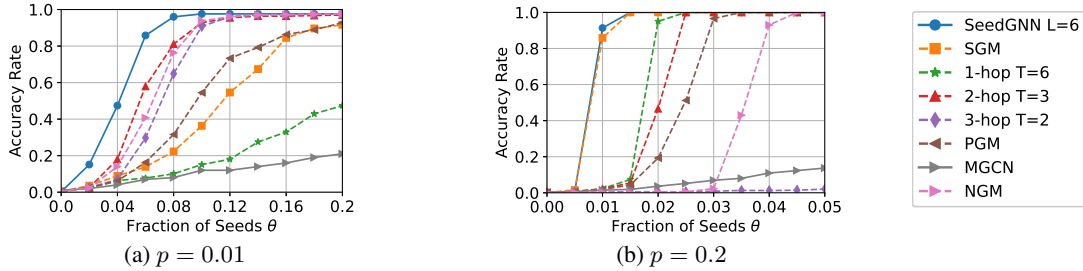 1.0
0.8
0.6
0.4
0.2
0.0
Accuracy Rate
0.0 0.04 0.08 0.12 0.16 0.2
Fraction of Seeds θ
(a) p = 0.01
1.0
0.8
0.6
0.4
0.2
0.0
Accuracy Rate
0.00 0.01 0.02 0.03 0.04 0.05
Fraction of Seeds θ
(b) p = 0.2
SeedGNN L=6
SGM
1-hop T=6
2-hop T=3
3-hop T=2
PGM
MGCN
NGM